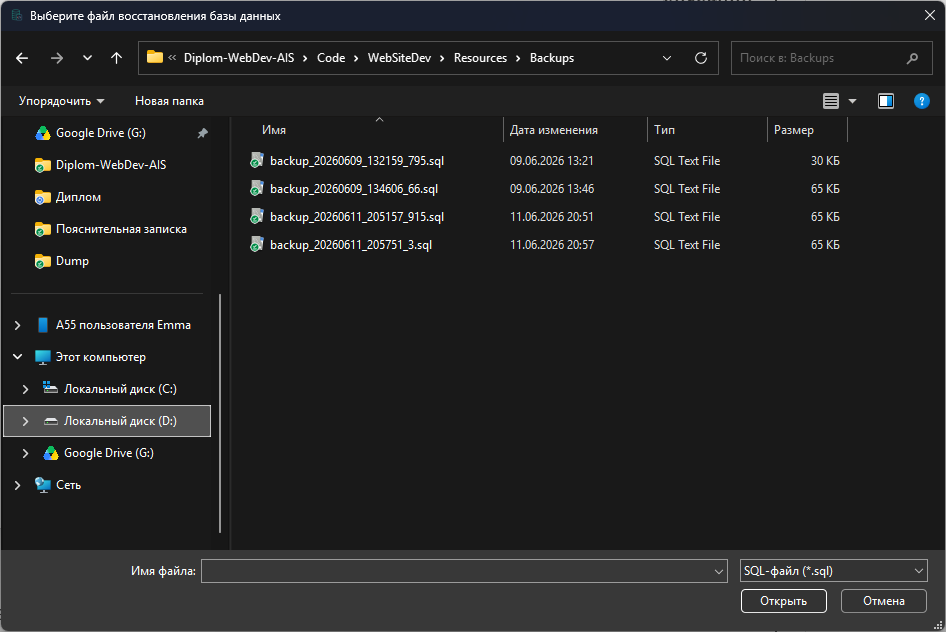 Выберите файл восстановления базы данных
« Diplom-WebDev-AIS › Code › WebSiteDev › Resources › Backups
Поиск в: Backups
Упорядочить
Новая папка
Google Drive (G:)
Diplom-WebDev-AIS
Диплом
Пояснительная записка
Dump
A55 пользователя Emma
Этот компьютер
Локальный диск (C:)
Локальный диск (D:)
Google Drive (G:)
Сеть
Имя Дата изменения Тип Размер
backup_20260609_132159_795.sql 09.06.2026 13:21 SQL Text File 30 КБ
backup_20260609_134606_66.sql 09.06.2026 13:46 SQL Text File 65 КБ
backup_20260611_205157_915.sql 11.06.2026 20:51 SQL Text File 65 КБ
backup_20260611_205751_3.sql 11.06.2026 20:57 SQL Text File 65 КБ
Имя файла:
SQL-файл (*.sql)
Открыть
Отмена